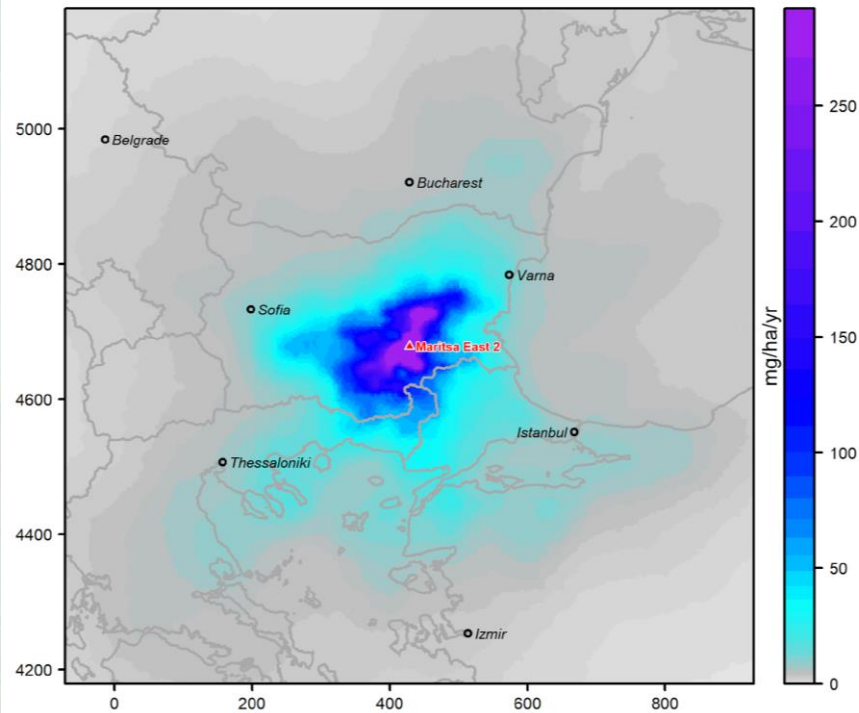 5000
4800
4600
4400
4200
0
200
400
600
800
Belgrade
Bucharest
Varna
Sofia
Maritsa East 2
Istanbul
Thessaloniki
Izmir
250
200
150
100
50
0
mg/ha/yr